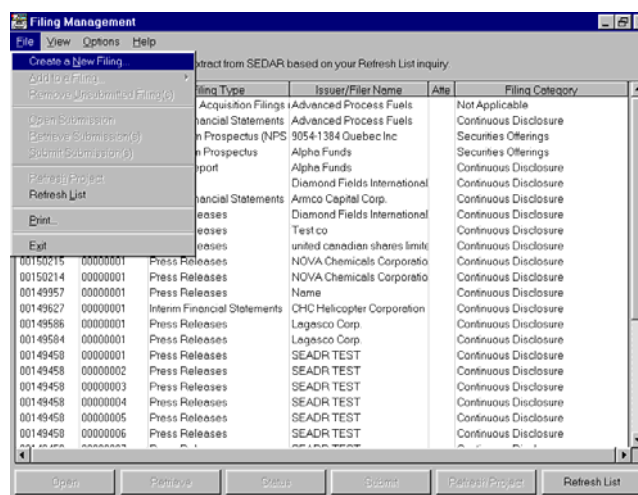 Filing Management
File View Options Help
Create a New Filing...
xtract from SEDAR based on your Refresh List inquiry
Add to a Filing...
Remove Unsubmitted Filing(s)
Open Submission
Retrieve Submission(s)
Submit Submission(s)
Refresh Project
Refresh List
Print...
Exit
iling Type Issuer/Filer Name Atte Filing Category
Acquisition Filings Advanced Process Fuels Not Applicable
nancial Statements Advanced Process Fuels Continuous Disclosure
n Prospectus (NPS 9054-1384 Quebec Inc Securities Offerings
n Prospectus Alpha Funds Securities Offerings
eport Alpha Funds Continuous Disclosure
Diamond Fields International Continuous Disclosure
nancial Statements Armco Capital Corp. Continuous Disclosure
eases Diamond Fields International Continuous Disclosure
eases Test co Continuous Disclosure
eases united canadian shares limite Continuous Disclosure
00150215 00000001 Press Releases NOVA Chemicals Corporatio Continuous Disclosure
00150214 00000001 Press Releases NOVA Chemicals Corporatio Continuous Disclosure
00149957 00000001 Press Releases Name Continuous Disclosure
00149627 00000001 Interim Financial Statements CHC Helicopter Corporation Continuous Disclosure
00149586 00000001 Press Releases Lagasco Corp. Continuous Disclosure
00149584 00000001 Press Releases Lagasco Corp. Continuous Disclosure
00149458 00000001 Press Releases SEADR TEST Continuous Disclosure
00149458 00000002 Press Releases SEADR TEST Continuous Disclosure
00149458 00000003 Press Releases SEADR TEST Continuous Disclosure
00149458 00000004 Press Releases SEADR TEST Continuous Disclosure
00149458 00000005 Press Releases SEADR TEST Continuous Disclosure
00149458 00000006 Press Releases SEADR TEST Continuous Disclosure
Open Retrieve Status Submit Refresh Project Refresh List